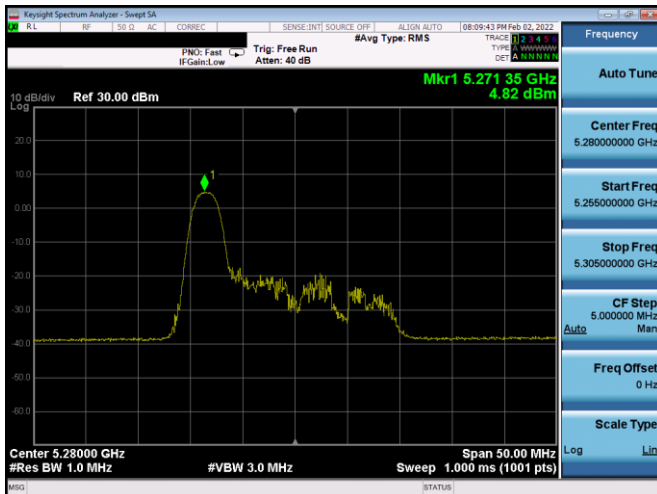 Keysight Spectrum Analyzer - Swept SA
RL RF 50 Ω AC CORREC SENSE:INT SOURCE OFF ALIGN AUTO 08:09:43 PM Feb 02, 2022
#Avg Type: RMS
TRACE 1 2 3 4 5 6
PNO: Fast Trig: Free Run TYPE A WWWWW
IFGain:Low Atten: 40 dB DET A N N N N N
Mkr1 5.271 35 GHz
4.82 dBm
10 dB/div Ref 30.00 dBm
Log
1
20.0
10.0
0.00
-10.0
-20.0
-30.0
-40.0
-50.0
-60.0
Center 5.28000 GHz Span 50.00 MHz
#Res BW 1.0 MHz #VBW 3.0 MHz Sweep 1.000 ms (1001 pts)
MSG STATUS
Frequency
Auto Tune
Center Freq
5.280000000 GHz
Start Freq
5.255000000 GHz
Stop Freq
5.305000000 GHz
CF Step
5.000000 MHz
Auto Man
Freq Offset
0 Hz
Scale Type
Log Lin